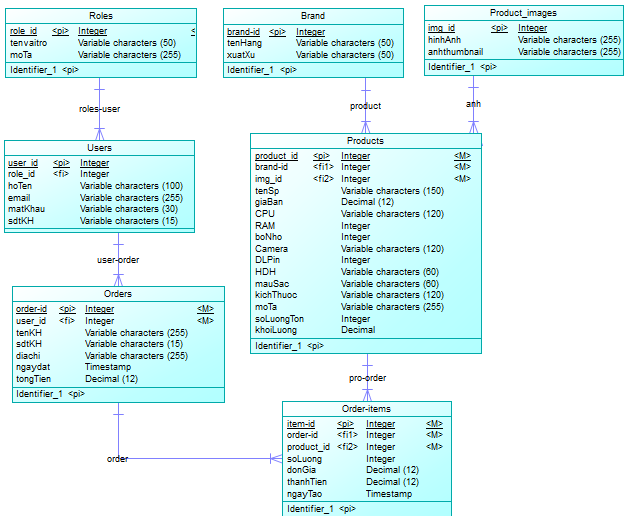 Roles
role_id <pi> Integer <
tenvaitro Variable characters (50)
moTa Variable characters (255)
Identifier_1 <pi>
Brand
brand-id <pi> Integer
tenHang Variable characters (50)
xuatXu Variable characters (50)
Identifier_1 <pi>
Product_images
img_id <pi> Integer
hinhAnh Variable characters (255)
anhthumbnail Variable characters (255)
Identifier_1 <pi>
roles-user
product
anh
Users
user_id <pi> Integer
role_id <fi> Integer
hoTen Variable characters (100)
email Variable characters (255)
matKhau Variable characters (30)
sdtKH Variable characters (15)
Products
product_id <pi> Integer <M>
brand-id <fi1> Integer <M>
img_id <fi2> Integer <M>
tenSp Variable characters (150)
giaBan Decimal (12)
CPU Variable characters (120)
RAM Integer
boNho Integer
Camera Variable characters (120)
DLPin Integer
HDH Variable characters (60)
mauSac Variable characters (60)
kichThuoc Variable characters (120)
moTa Variable characters (255)
soLuongTon Integer
khoiLuong Decimal
Identifier_1 <pi>
user-order
Orders
order-id <pi> Integer <M>
user_id <fi> Integer <M>
tenKH Variable characters (255)
sdtKH Variable characters (15)
diachi Variable characters (255)
ngaydat Timestamp
tongTien Decimal (12)
Identifier_1 <pi>
pro-order
order
Order-items
item-id <pi> Integer <M>
order-id <fi1> Integer <M>
product_id <fi2> Integer <M>
soLuong Integer
donGia Decimal (12)
thanhTien Decimal (12)
ngayTao Timestamp
Identifier_1 <pi>